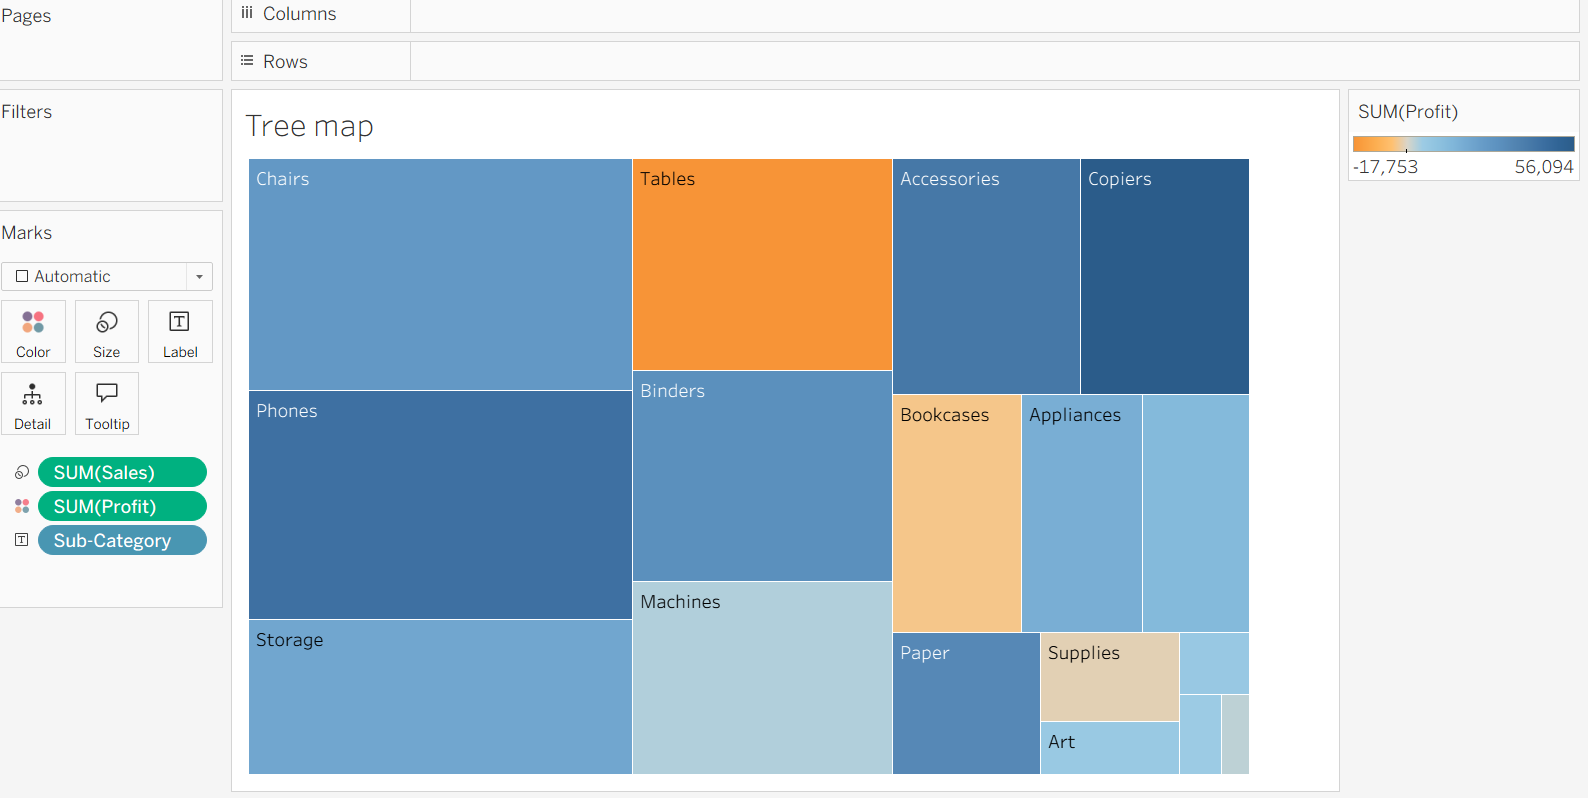 Pages
Columns
Rows
Filters
Marks
Automatic
Color
Size
Label
Detail
Tooltip
SUM(Sales)
SUM(Profit)
Sub-Category
Tree map
Chairs
Tables
Accessories
Copiers
Phones
Binders
Bookcases
Appliances
Machines
Storage
Paper
Supplies
Art
SUM(Profit)
-17,753 56,094